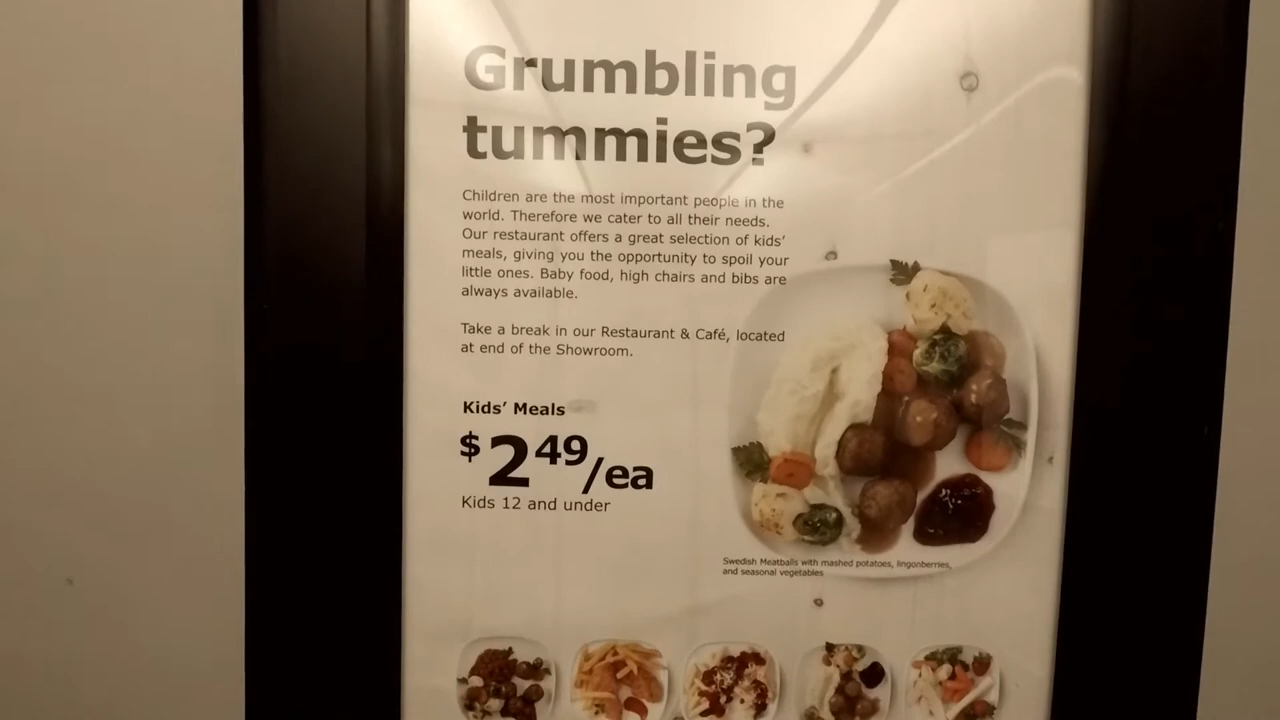 Grumbling
tummies?
Children are the most important people in the
world. Therefore we cater to all their needs.
Our restaurant offers a great selection of kids'
meals, giving you the opportunity to spoil your
little ones. Baby food, high chairs and bibs are
always available.
Take a break in our Restaurant & Café, located
at end of the Showroom.
Kids' Meals
$2 49/ea
Kids 12 and under
Swedish Meatballs with mashed potatoes, lingonberries,
and seasonal vegetables